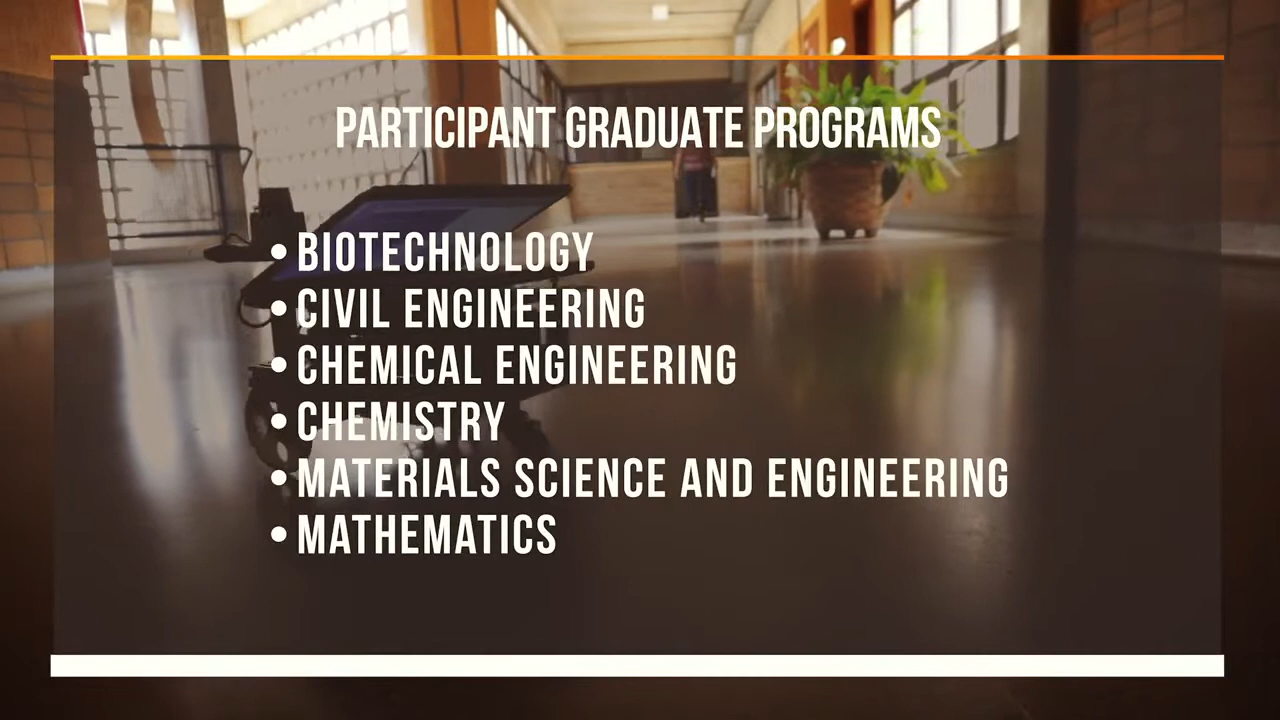 PARTICIPANT GRADUATE PROGRAMS
• BIOTECHNOLOGY
• CIVIL ENGINEERING
• CHEMICAL ENGINEERING
• CHEMISTRY
• MATERIALS SCIENCE AND ENGINEERING
• MATHEMATICS